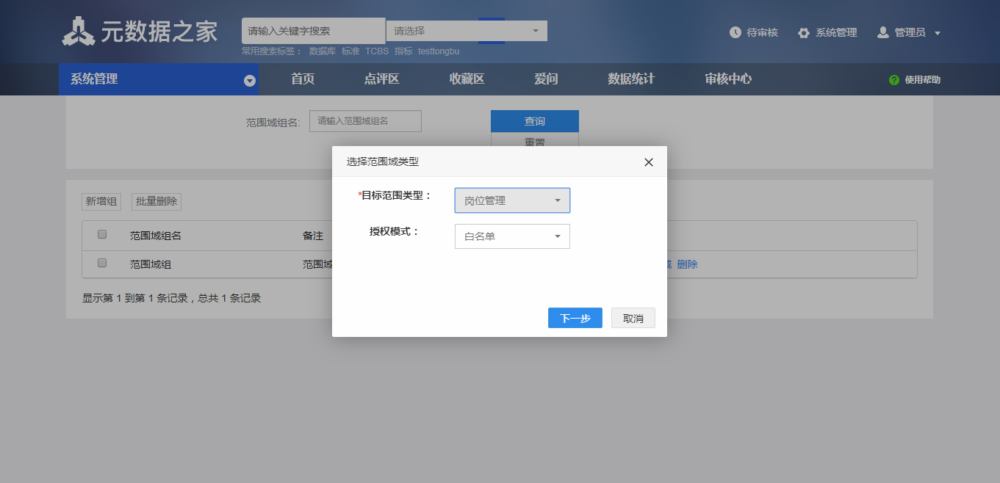 元数据之家
请输入关键字搜索 请选择
常用搜索标签： 数据库 标准 TCBS 指标 testtongbu
待审核 系统管理 管理员
系统管理 首页 点评区 收藏区 爱问 数据统计 审核中心 ? 使用帮助
范围域组名: 请输入范围域组名 查询
重置
选择范围域类型
*目标范围类型： 岗位管理
授权模式： 白名单
下一步 取消
新增组 批量删除
范围域组名 备注
范围域组 范围域 删除
显示第 1 到第 1 条记录，总共 1 条记录